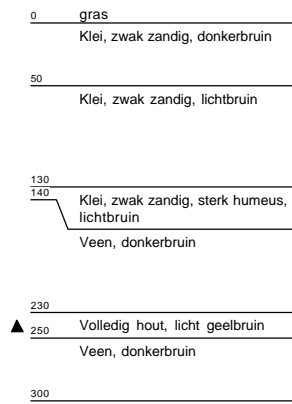 0 gras
Klei, zwak zandig, donkerbruin
50
Klei, zwak zandig, lichtbruin
130
140
Klei, zwak zandig, sterk humeus,
lichtbruin
Veen, donkerbruin
230
Volledig hout, licht geelbruin
250
Veen, donkerbruin
300